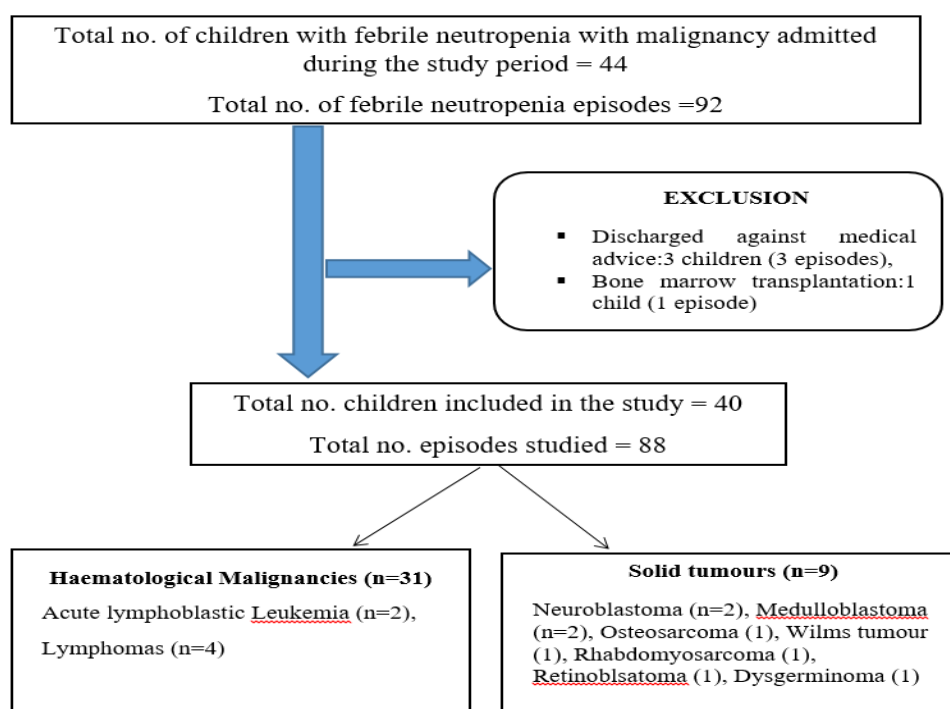 Total no. of children with febrile neutropenia with malignancy admitted
during the study period = 44
Total no. of febrile neutropenia episodes =92
EXCLUSION
▪ Discharged against medical
advice:3 children (3 episodes),
▪ Bone marrow transplantation:1
child (1 episode)
Total no. children included in the study = 40
Total no. episodes studied = 88
Haematological Malignancies (n=31)
Acute lymphoblastic Leukemia (n=2),
Lymphomas (n=4)
Solid tumours (n=9)
Neuroblastoma (n=2), Medulloblastoma
(n=2), Osteosarcoma (1), Wilms tumour
(1), Rhabdomyosarcoma (1),
Retinoblsatoma (1), Dysgerminoma (1)